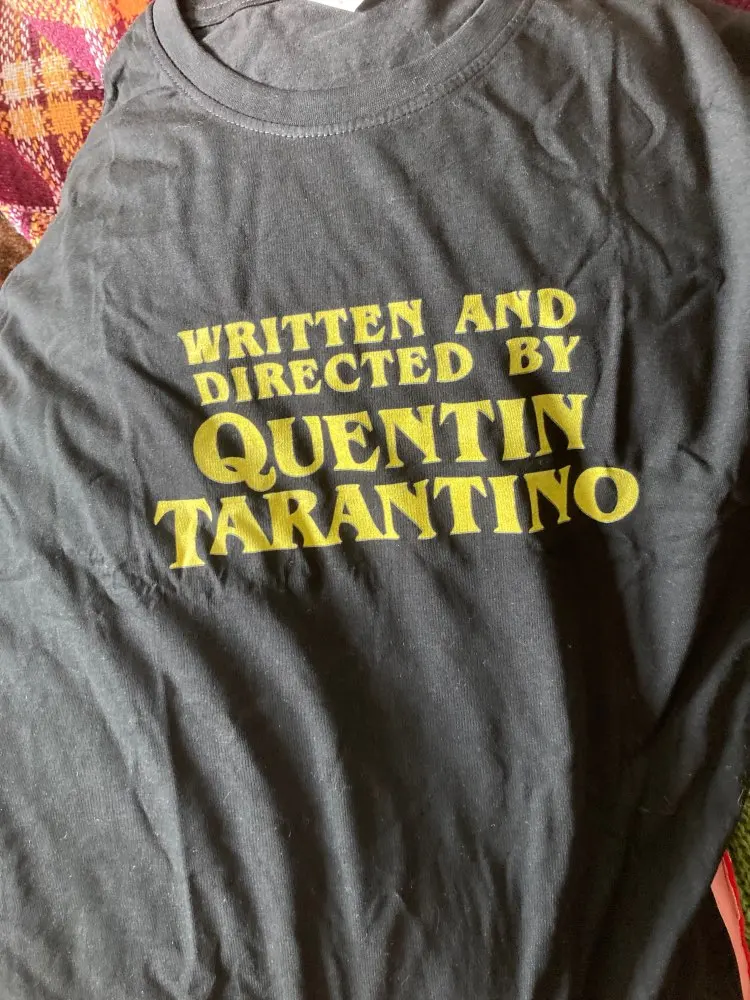 WRITTEN AND
DIRECTED BY
QUENTIN
TARANTINO